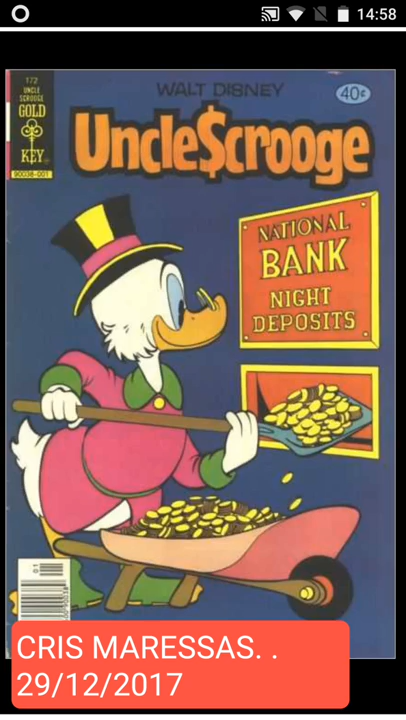 14:58
172
UNCLE
SCROOGE
GOLD
KEY
90038-001
WALT DISNEY
40¢
Uncle$crooge
NATIONAL
BANK
NIGHT
DEPOSITS
01
CRIS MARESSAS. .
29/12/2017